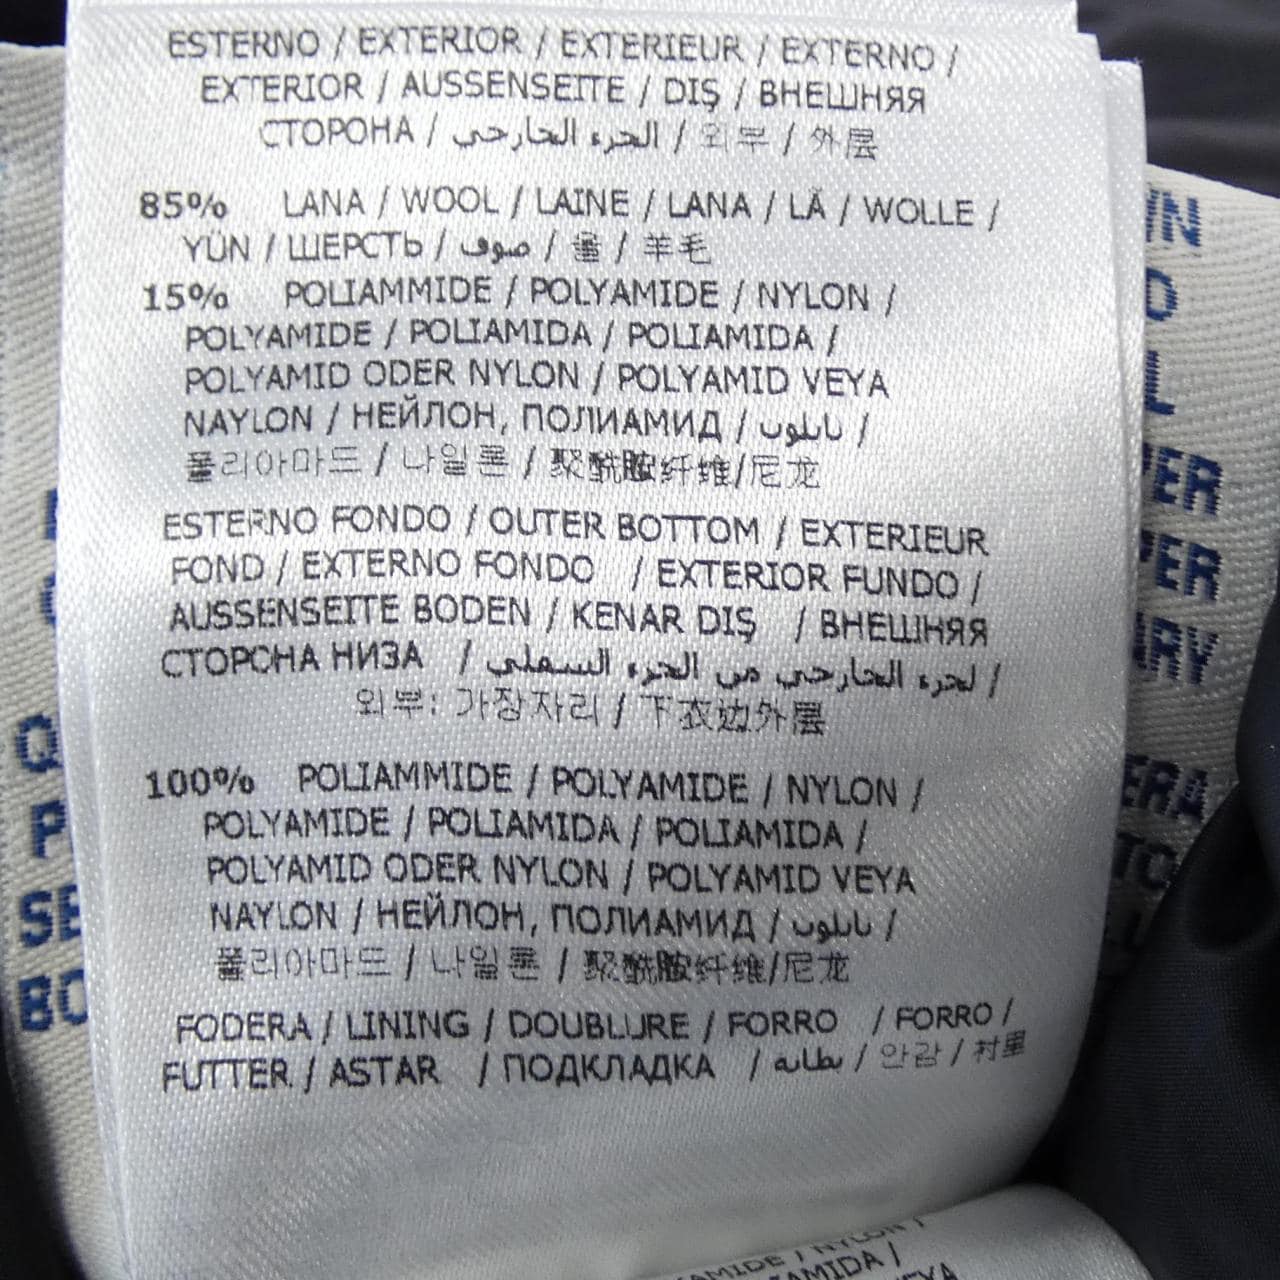 ESTERNO / EXTERIOR / EXTERIEUR / EXTERNO /
EXTERIOR / AUSSENSEITE / DIŞ / ВНЕШНЯЯ
СТОРОНА / الجزء الخارجي / 외부 / 外层
85% LANA / WOOL / LAINE / LANA / LÃ / WOLLE /
YÜN / ШЕРСТЬ / صوف / 울 / 羊毛
15% POLIAMMIDE / POLYAMIDE / NYLON /
POLYAMIDE / POLIAMIDA / POLIAMIDA /
POLYAMID ODER NYLON / POLYAMID VEYA
NAYLON / НЕЙЛОН, ПОЛИАМИД / نايلون /
폴리아마드 / 나일론 / 聚酰胺纤维/尼龙
ESTERNO FONDO / OUTER BOTTOM / EXTERIEUR
FOND / EXTERNO FONDO / EXTERIOR FUNDO /
AUSSENSEITE BODEN / KENAR DIŞ / ВНЕШНЯЯ
СТОРОНА НИЗА / لجزء الخارجي من الجزء السفلي /
외부: 가장자리 / 下衣边外层
100% POLIAMMIDE / POLYAMIDE / NYLON /
POLYAMIDE / POLIAMIDA / POLIAMIDA /
POLYAMID ODER NYLON / POLYAMID VEYA
NAYLON / НЕЙЛОН, ПОЛИАМИД / نايلون /
폴리아마드 / 나일론 / 聚酰胺纤维/尼龙
FODERA / LINING / DOUBLURE / FORRO / FORRO /
FUTTER / ASTAR / ПОДКЛАДКА / بطانه / 안감 / 村里